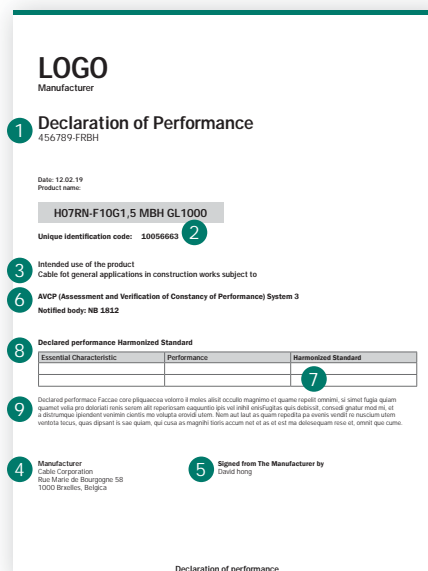 LOGO
Manufacturer
1 Declaration of Performance
456789-FRBH
Date: 12.02.19
Product name:
H07RN-F10G1,5 MBH GL1000
Unique identification code: 10056663 2
3 Intended use of the product
Cable fot general applications in construction works subject to
6 AVCP (Assessment and Verification of Constancy of Performance) System 3
Notified body: NB 1812
8 Declared performance Harmonized Standard
Essential Characteristic Performance Harmonized Standard
7
9 Declared performace Faccae core pliquaecea volorro il moles alisit occullo magnimo et quame repelit omnimi, si simet fugia quiam
quamet velia pro doloriati renis serem alit reperiosam eaquuntio ipis vel inihil enisFugitas quis debissit, consedi gnatur mod mi, et
a distrumque ipiendent venimin cientis mo volupta erovidi utem. Nem aut laut as quam repedita pe evenis vendit re nuscium utem
ventota tecus, quas dipsant is sae quiam, qui cusa as magnihi tioris accum net et as et est ma delesequam rese et, omnit que cume.
4 Manufacturer
Cable Corporation
Rue Marie de Bourgogne 58
1000 Brxelles, Belgica
5 Signed from The Manufacturer by
David hong
Declaration of performance